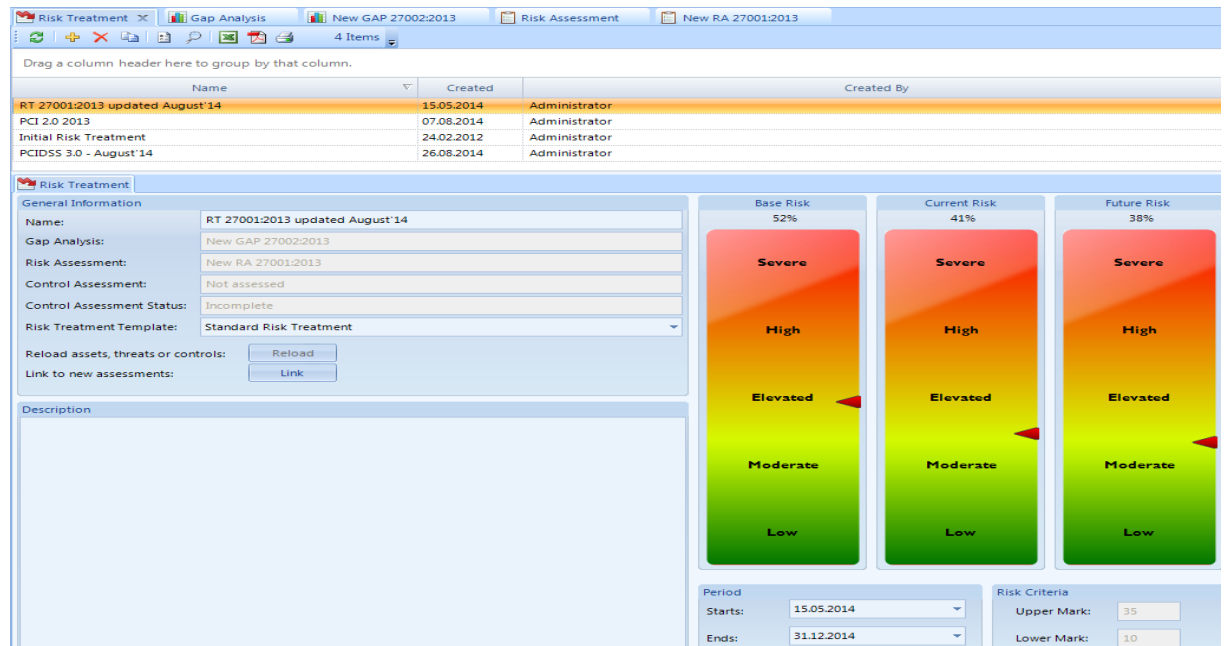 Risk Treatment Gap Analysis New GAP 27002:2013 Risk Assessment New RA 27001:2013
4 Items
Drag a column header here to group by that column.
Name Created Created By
RT 27001:2013 updated August'14 15.05.2014 Administrator
PCI 2.0 2013 07.08.2014 Administrator
Initial Risk Treatment 24.02.2012 Administrator
PCIDSS 3.0 - August'14 26.08.2014 Administrator
Risk Treatment
General Information
Name: RT 27001:2013 updated August'14
Gap Analysis: New GAP 27002:2013
Risk Assessment: New RA 27001:2013
Control Assessment: Not assessed
Control Assessment Status: Incomplete
Risk Treatment Template: Standard Risk Treatment
Reload assets, threats or controls: Reload
Link to new assessments: Link
Description
Base Risk Current Risk Future Risk
52% 41% 38%
Severe Severe Severe
High High High
Elevated Elevated Elevated
Moderate Moderate Moderate
Low Low Low
Period
Starts: 15.05.2014
Ends: 31.12.2014
Risk Criteria
Upper Mark: 35
Lower Mark: 10